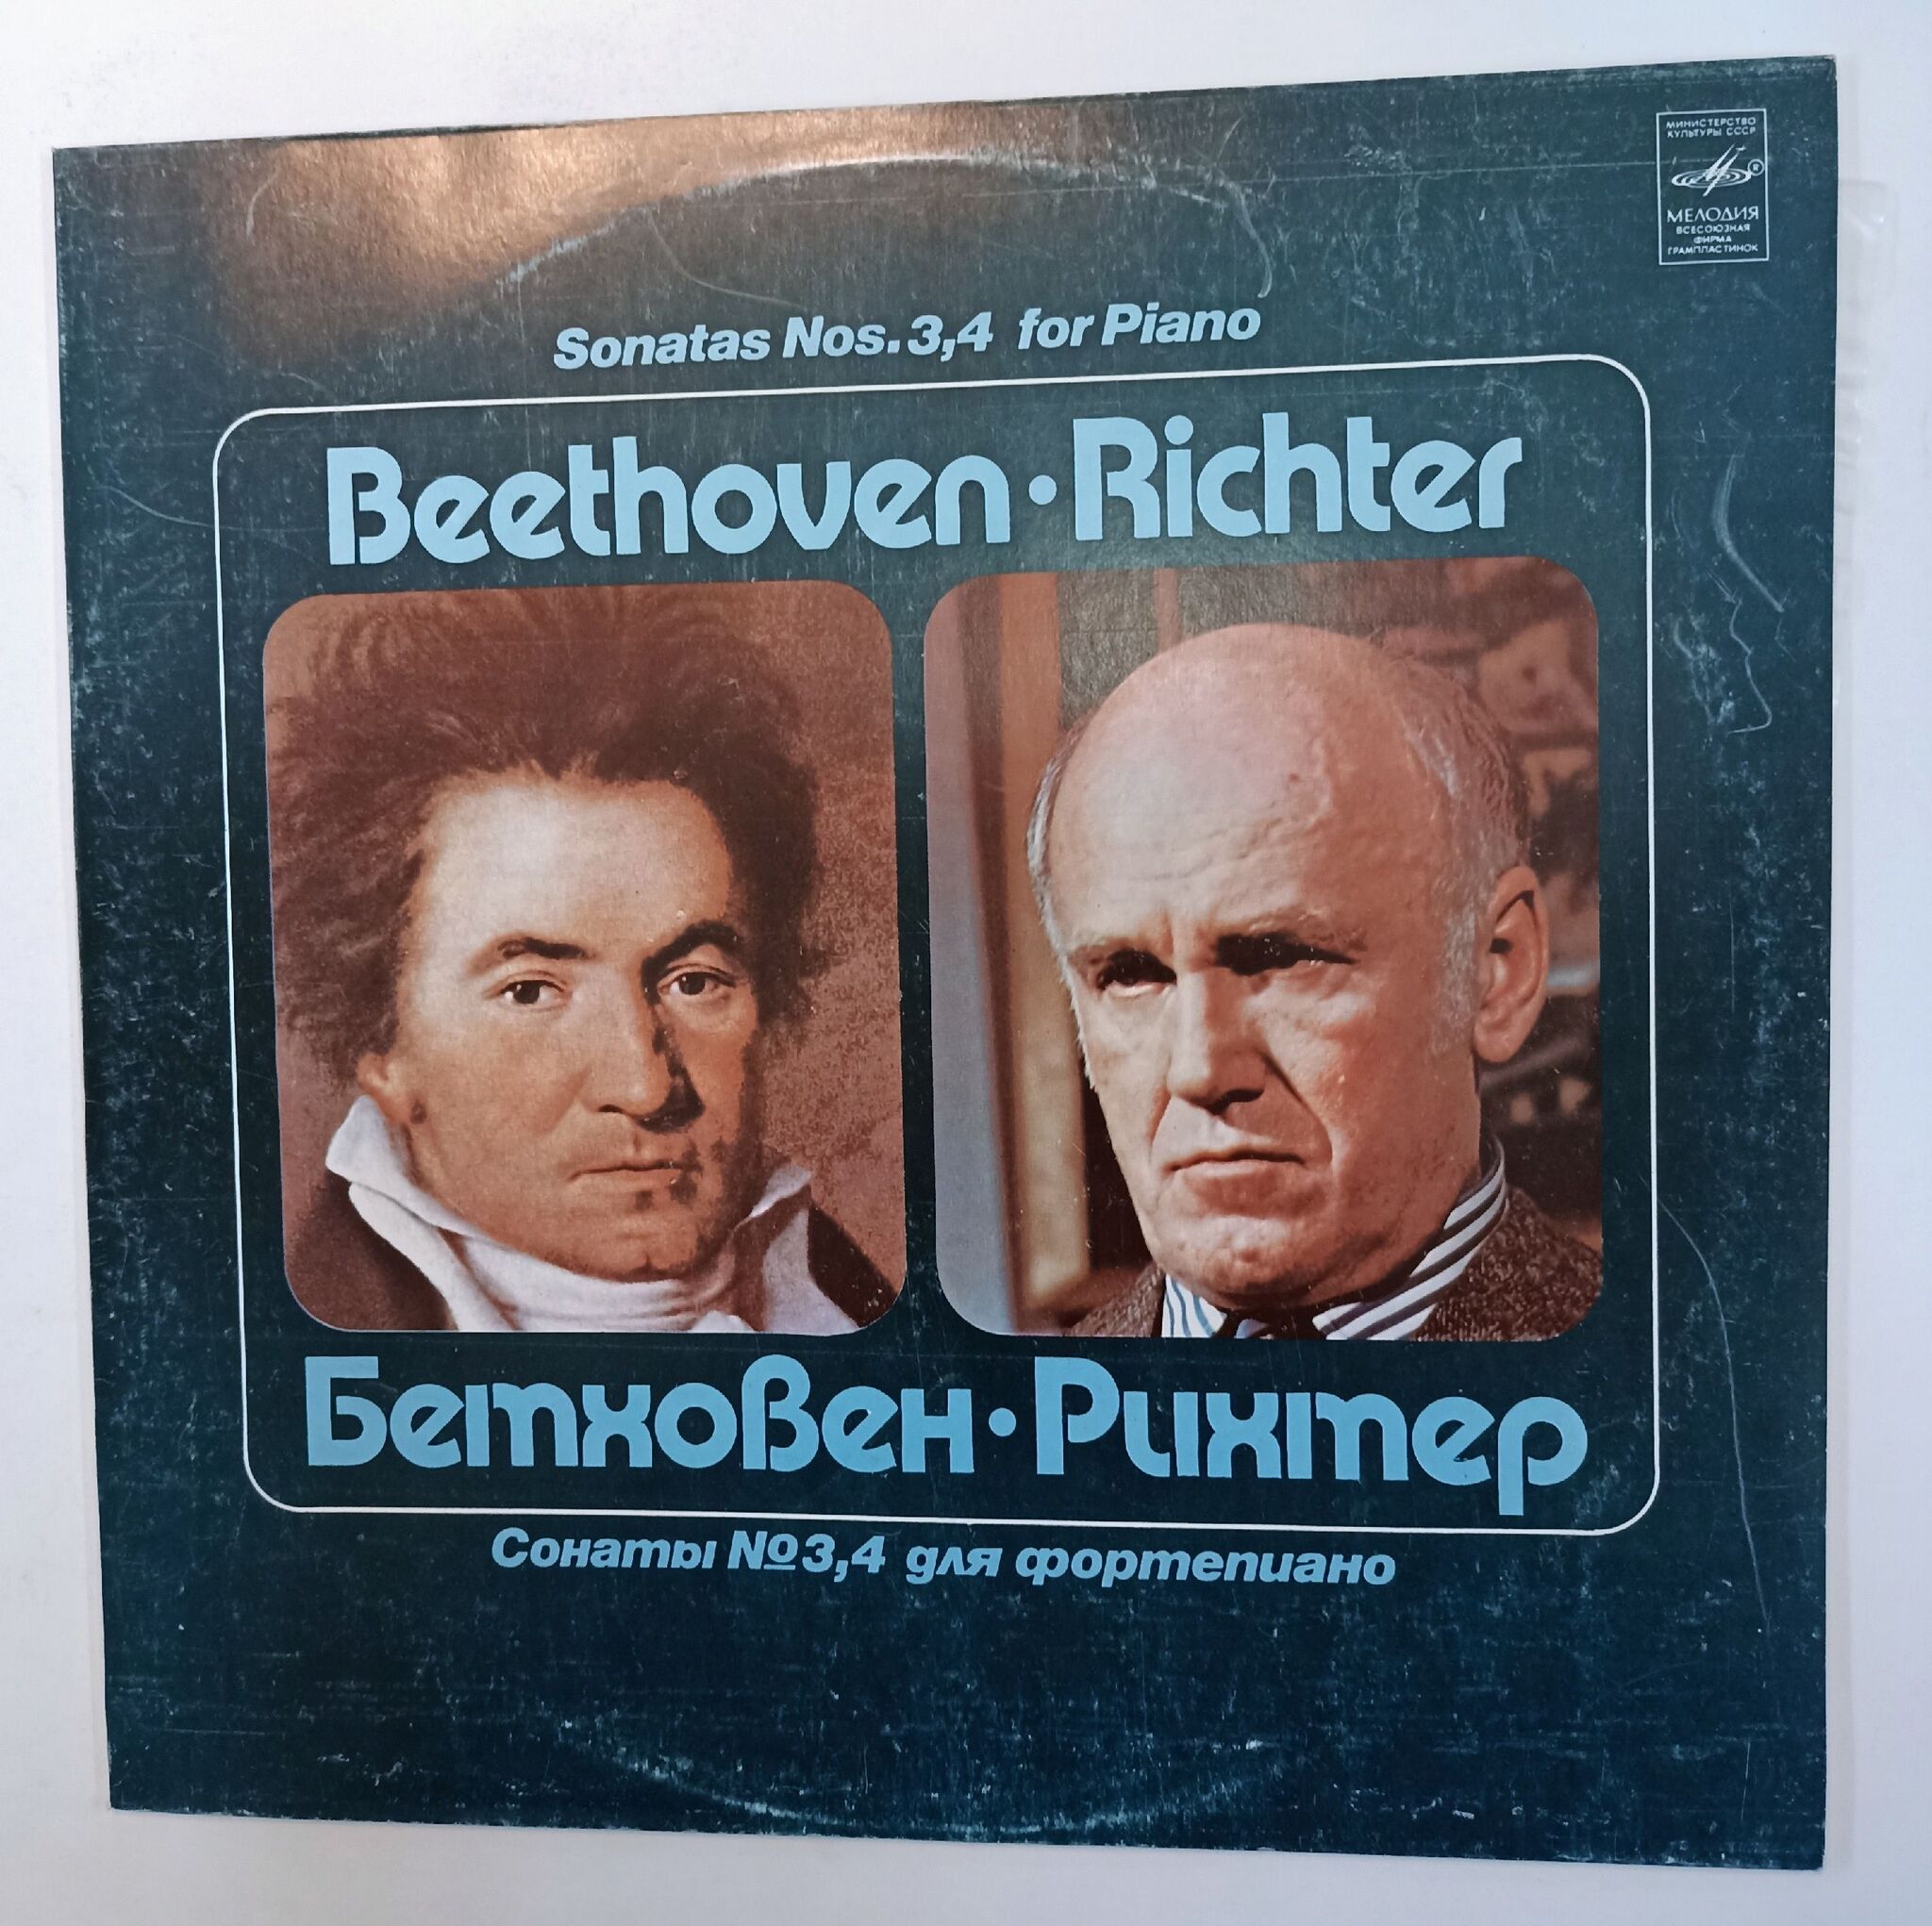 МИНИСТЕРСТВО
КУЛЬТУРЫ СССР
М®
МЕЛОДИЯ
ВСЕСОЮЗНАЯ
ФИРМА
ГРАМПЛАСТИНОК
Sonatas Nos. 3,4 for Piano
Beethoven · Richter
Бетховен · Рихтер
Сонаты №3,4 для фортепиано